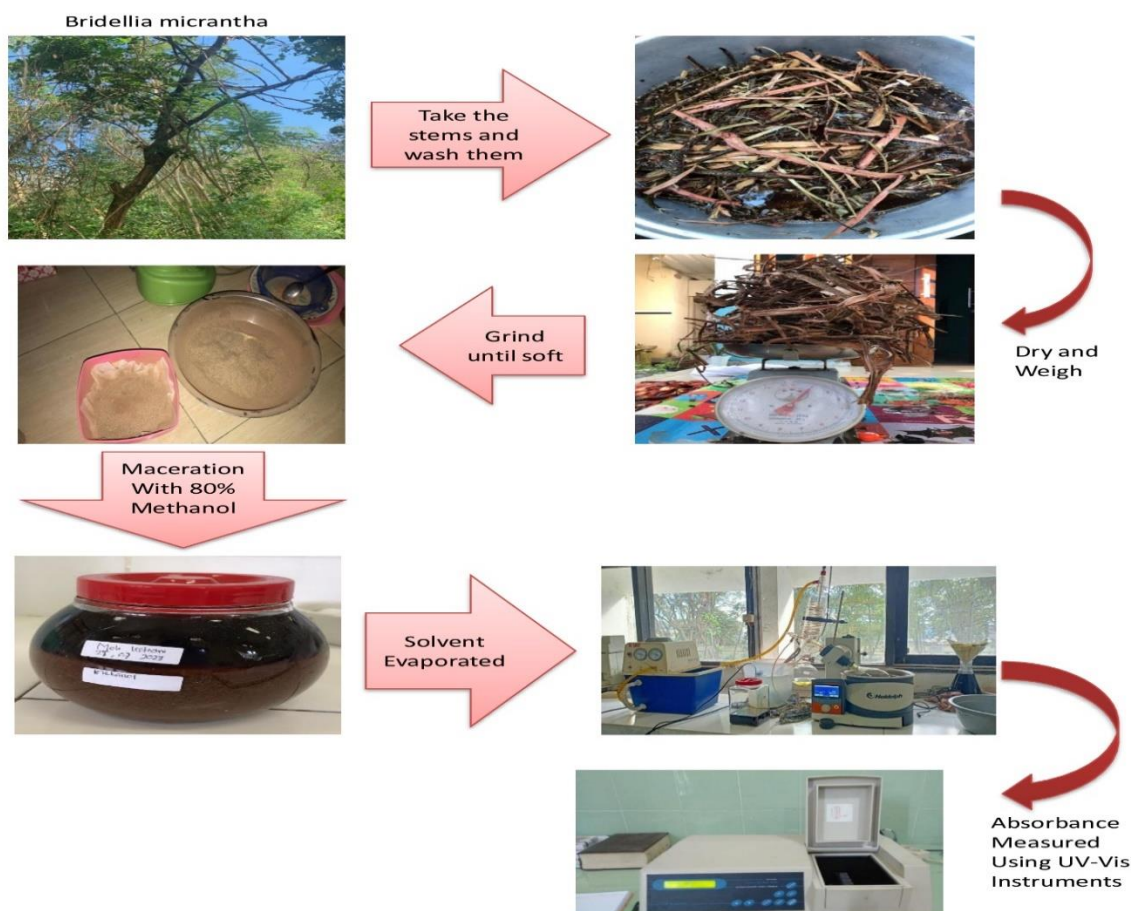 Bridellia micrantha
Take the
stems and
wash them
Dry and
Weigh
Grind
until soft
Maceration
With 80%
Methanol
Solvent
Evaporated
Absorbance
Measured
Using UV-Vis
Instruments